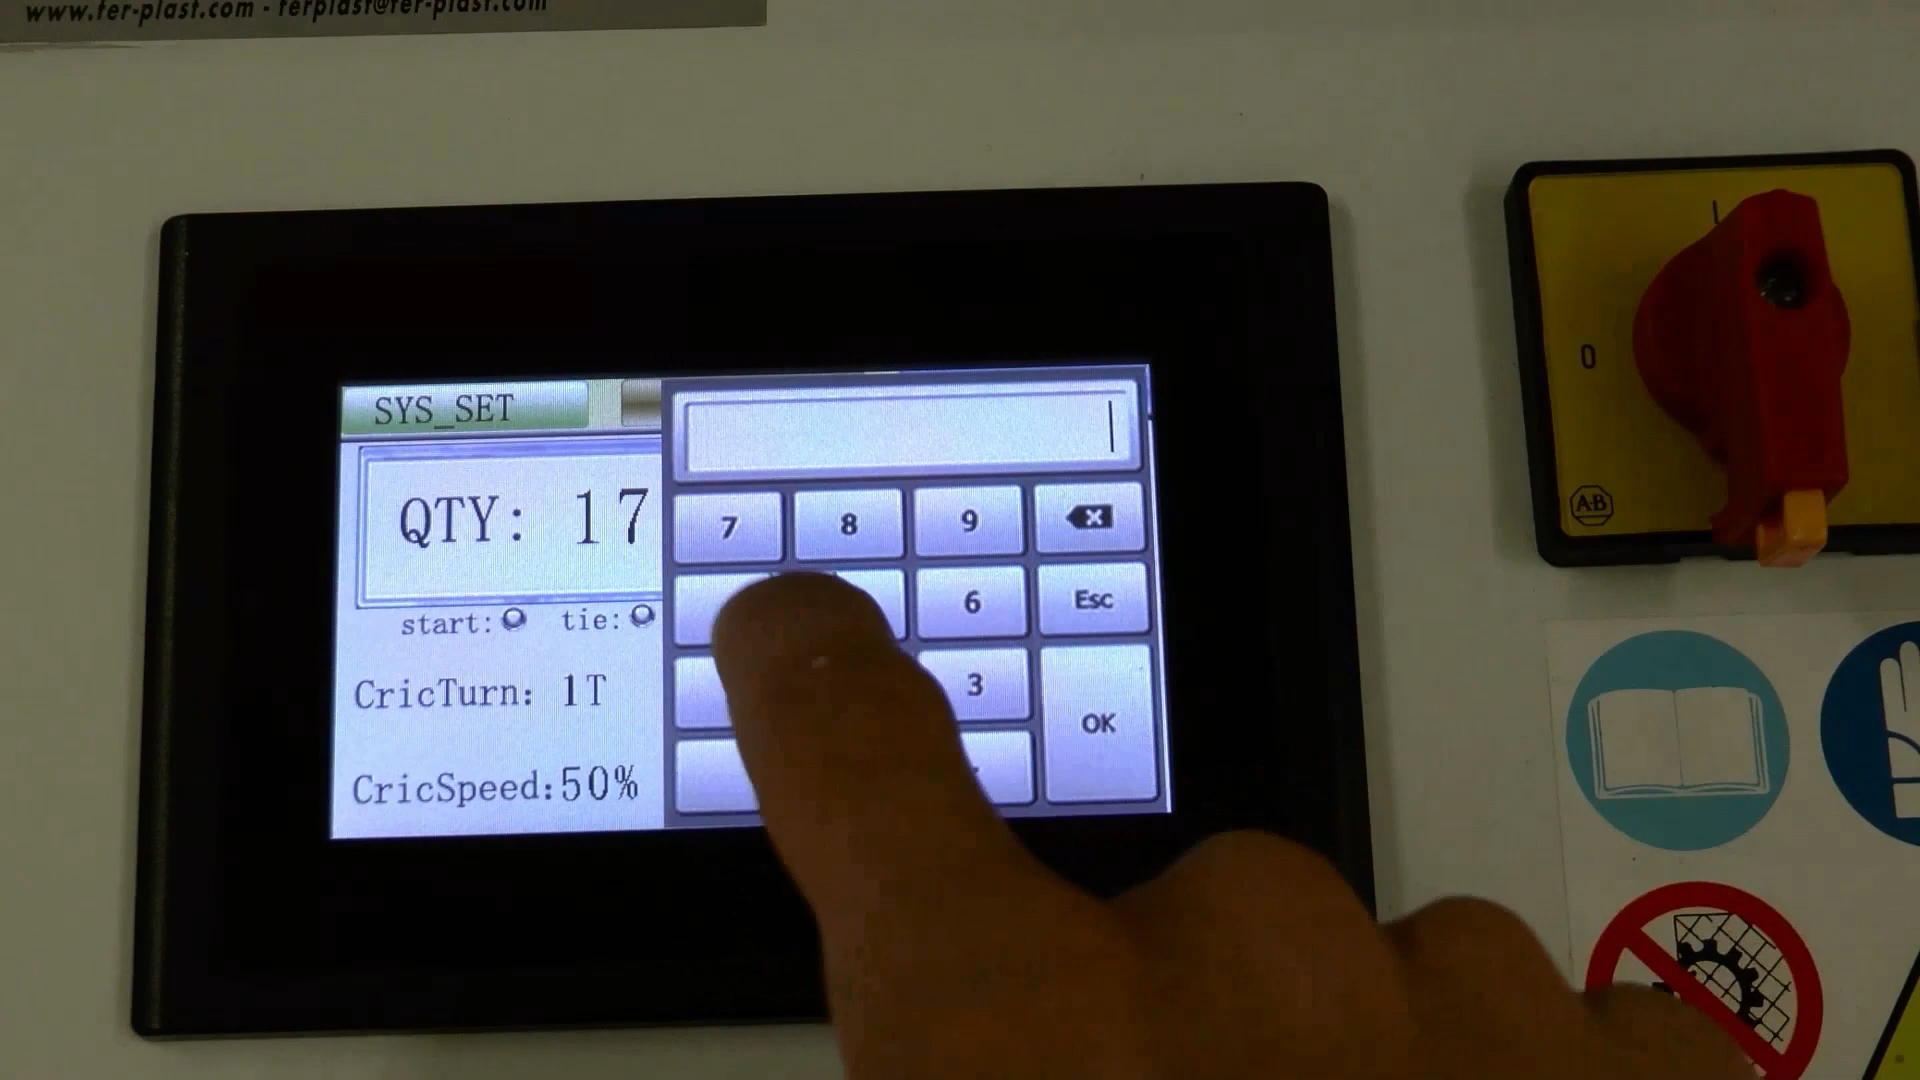 www.fer-plast.com - ferplast@fer-plast.com
SYS_SET
QTY: 17
start: tie:
CricTurn: 1T
CricSpeed:50%
7 8 9
6 Esc
3
OK
0
A-B